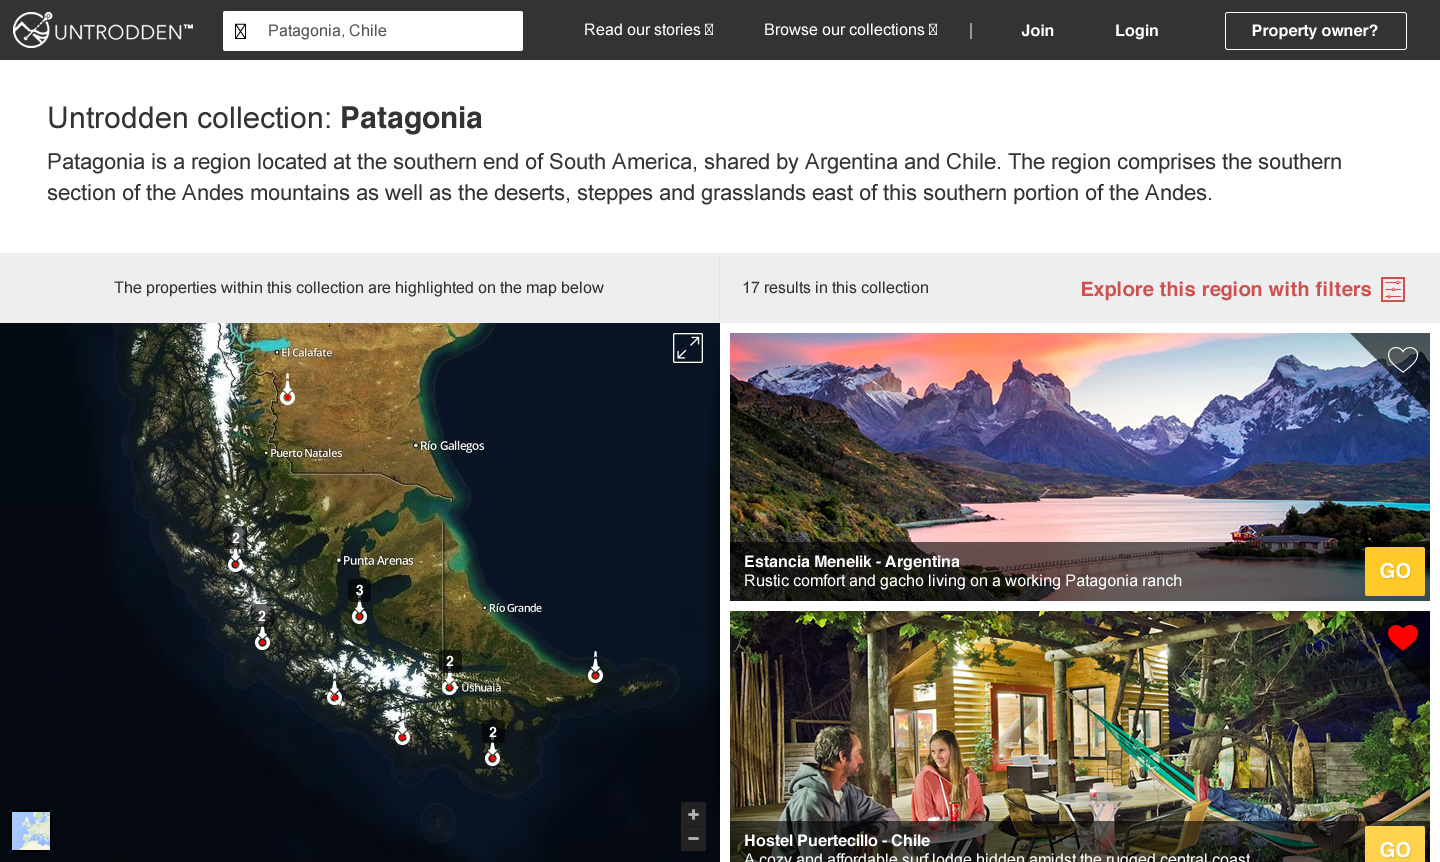 UNTRODDEN™
Patagonia, Chile
Read our stories
Browse our collections
|
Join
Login
Property owner?
Untrodden collection: Patagonia
Patagonia is a region located at the southern end of South America, shared by Argentina and Chile. The region comprises the southern
section of the Andes mountains as well as the deserts, steppes and grasslands east of this southern portion of the Andes.
The properties within this collection are highlighted on the map below
17 results in this collection
Explore this region with filters
El Calafate
Río Gallegos
Puerto Natales
2
Punta Arenas
3
Río Grande
2
2
Ushuaia
2
+
−
Estancia Menelik - Argentina
Rustic comfort and gacho living on a working Patagonia ranch
GO
Hostel Puertecillo - Chile
A cozy and affordable surf lodge hidden amidst the rugged central coast
GO